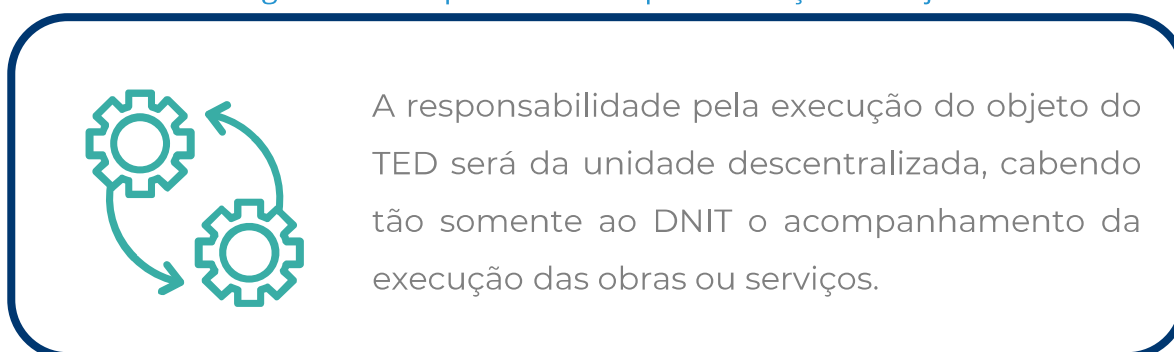 A responsabilidade pela execução do objeto do
TED será da unidade descentralizada, cabendo
tão somente ao DNIT o acompanhamento da
execução das obras ou serviços.